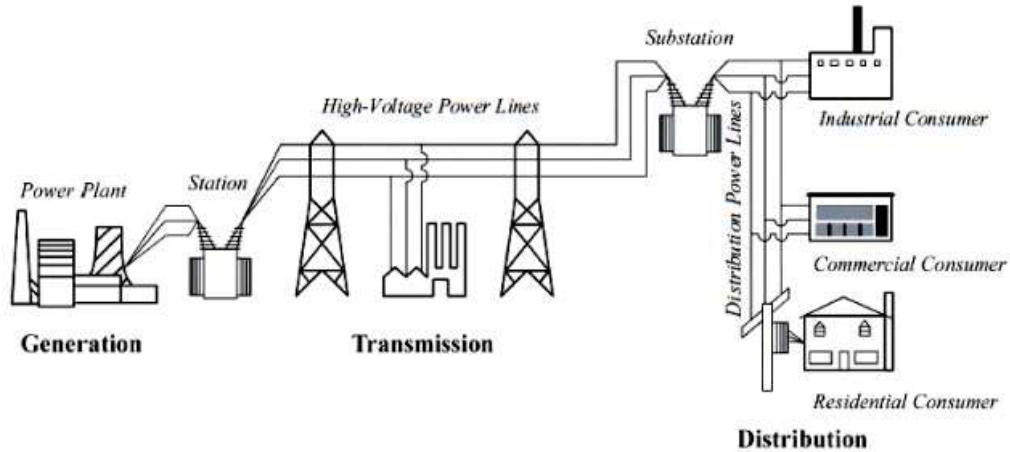 Substation
High-Voltage Power Lines
Industrial Consumer
Power Plant
Station
Distribution Power Lines
Commercial Consumer
Generation
Transmission
Residential Consumer
Distribution